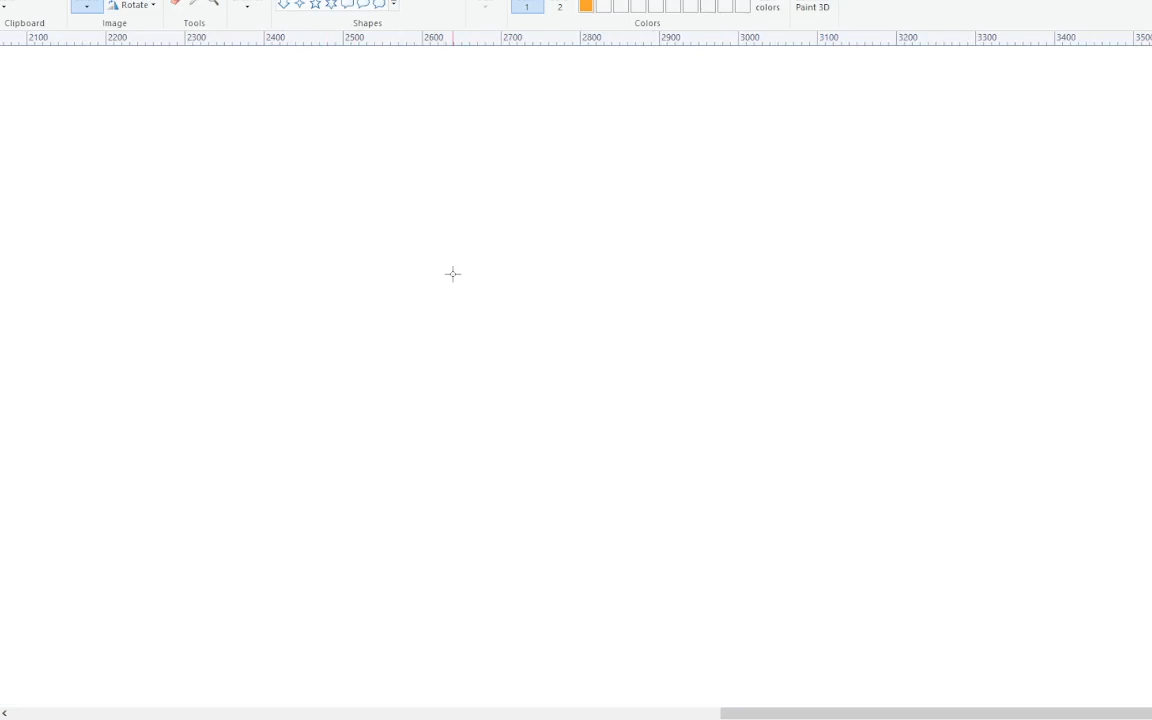 Rotate
1
2
colors
Paint 3D
Clipboard
Image
Tools
Shapes
Colors
2100 2200 2300 2400 2500 2600 2700 2800 2900 3000 3100 3200 3300 3400 3500